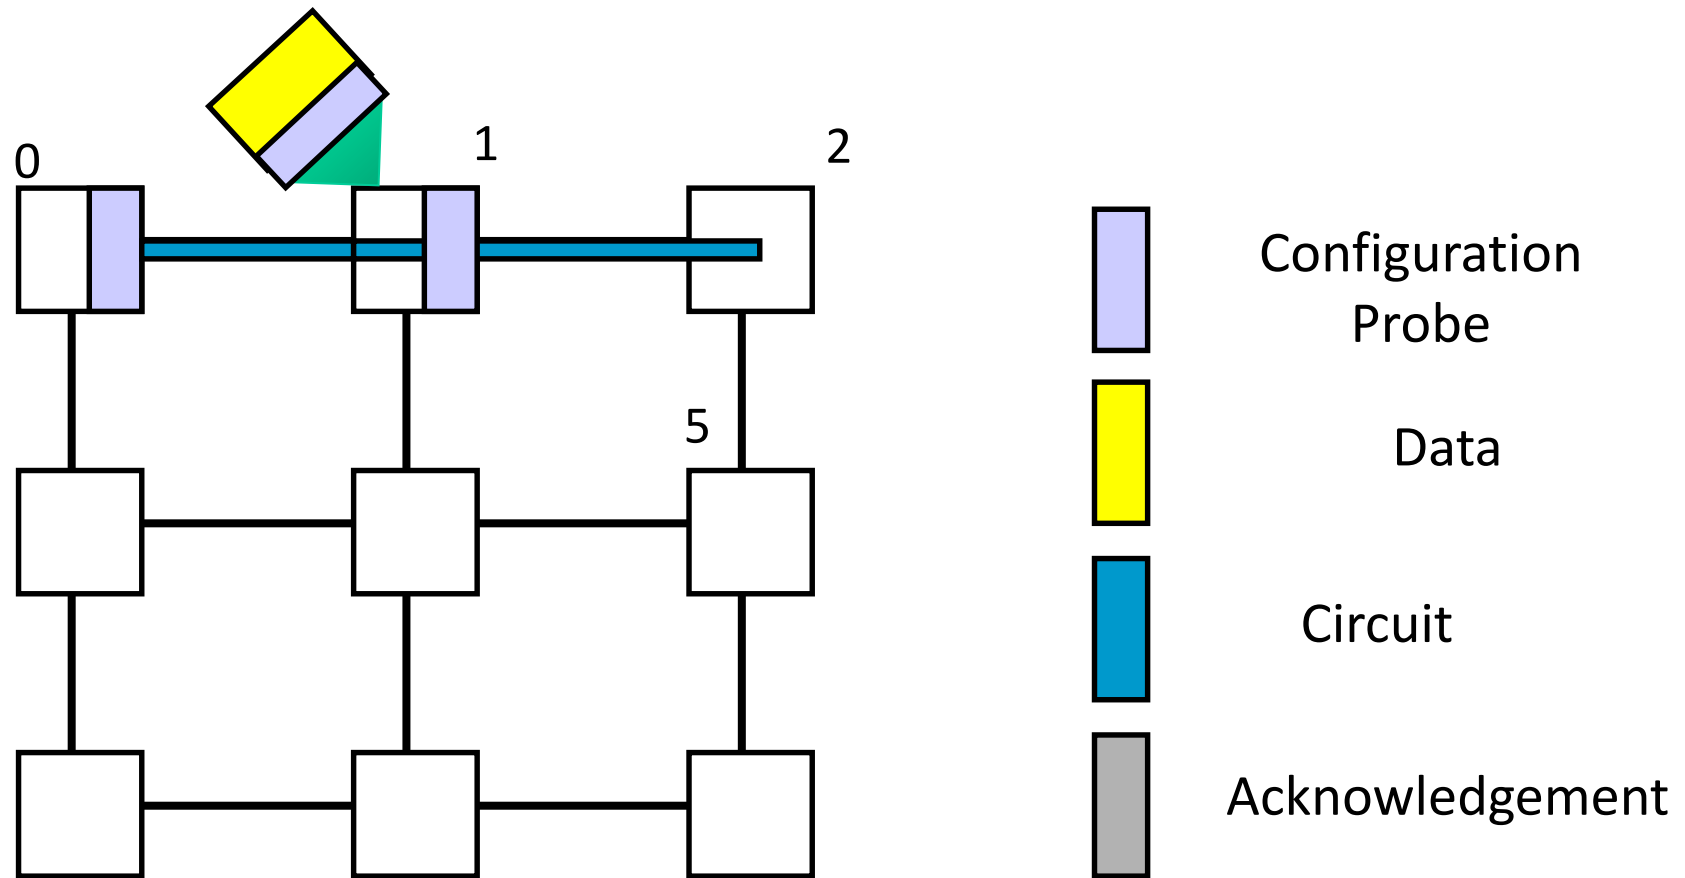 0
1
2
5
Configuration
Probe
Data
Circuit
Acknowledgement